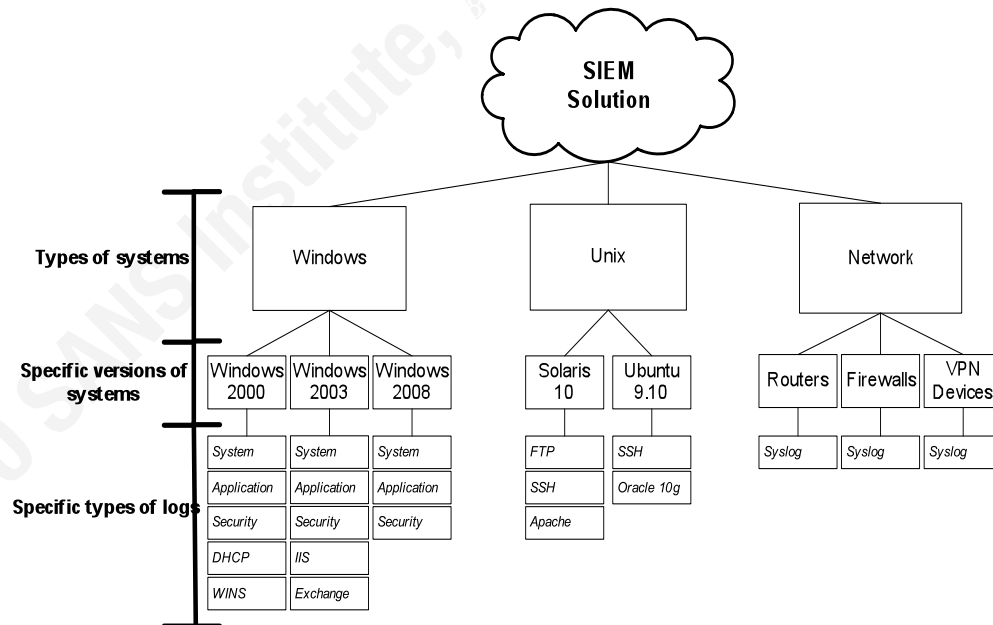 SIEM
Solution
Types of systems
Windows
Unix
Network
Specific versions of
systems
Windows
2000
Windows
2003
Windows
2008
Solaris
10
Ubuntu
9.10
Routers
Firewalls
VPN
Devices
Specific types of logs
System
Application
Security
DHCP
WINS
System
Application
Security
IIS
Exchange
System
Application
Security
FTP
SSH
Apache
SSH
Oracle 10g
Syslog
Syslog
Syslog
SANS Institute,